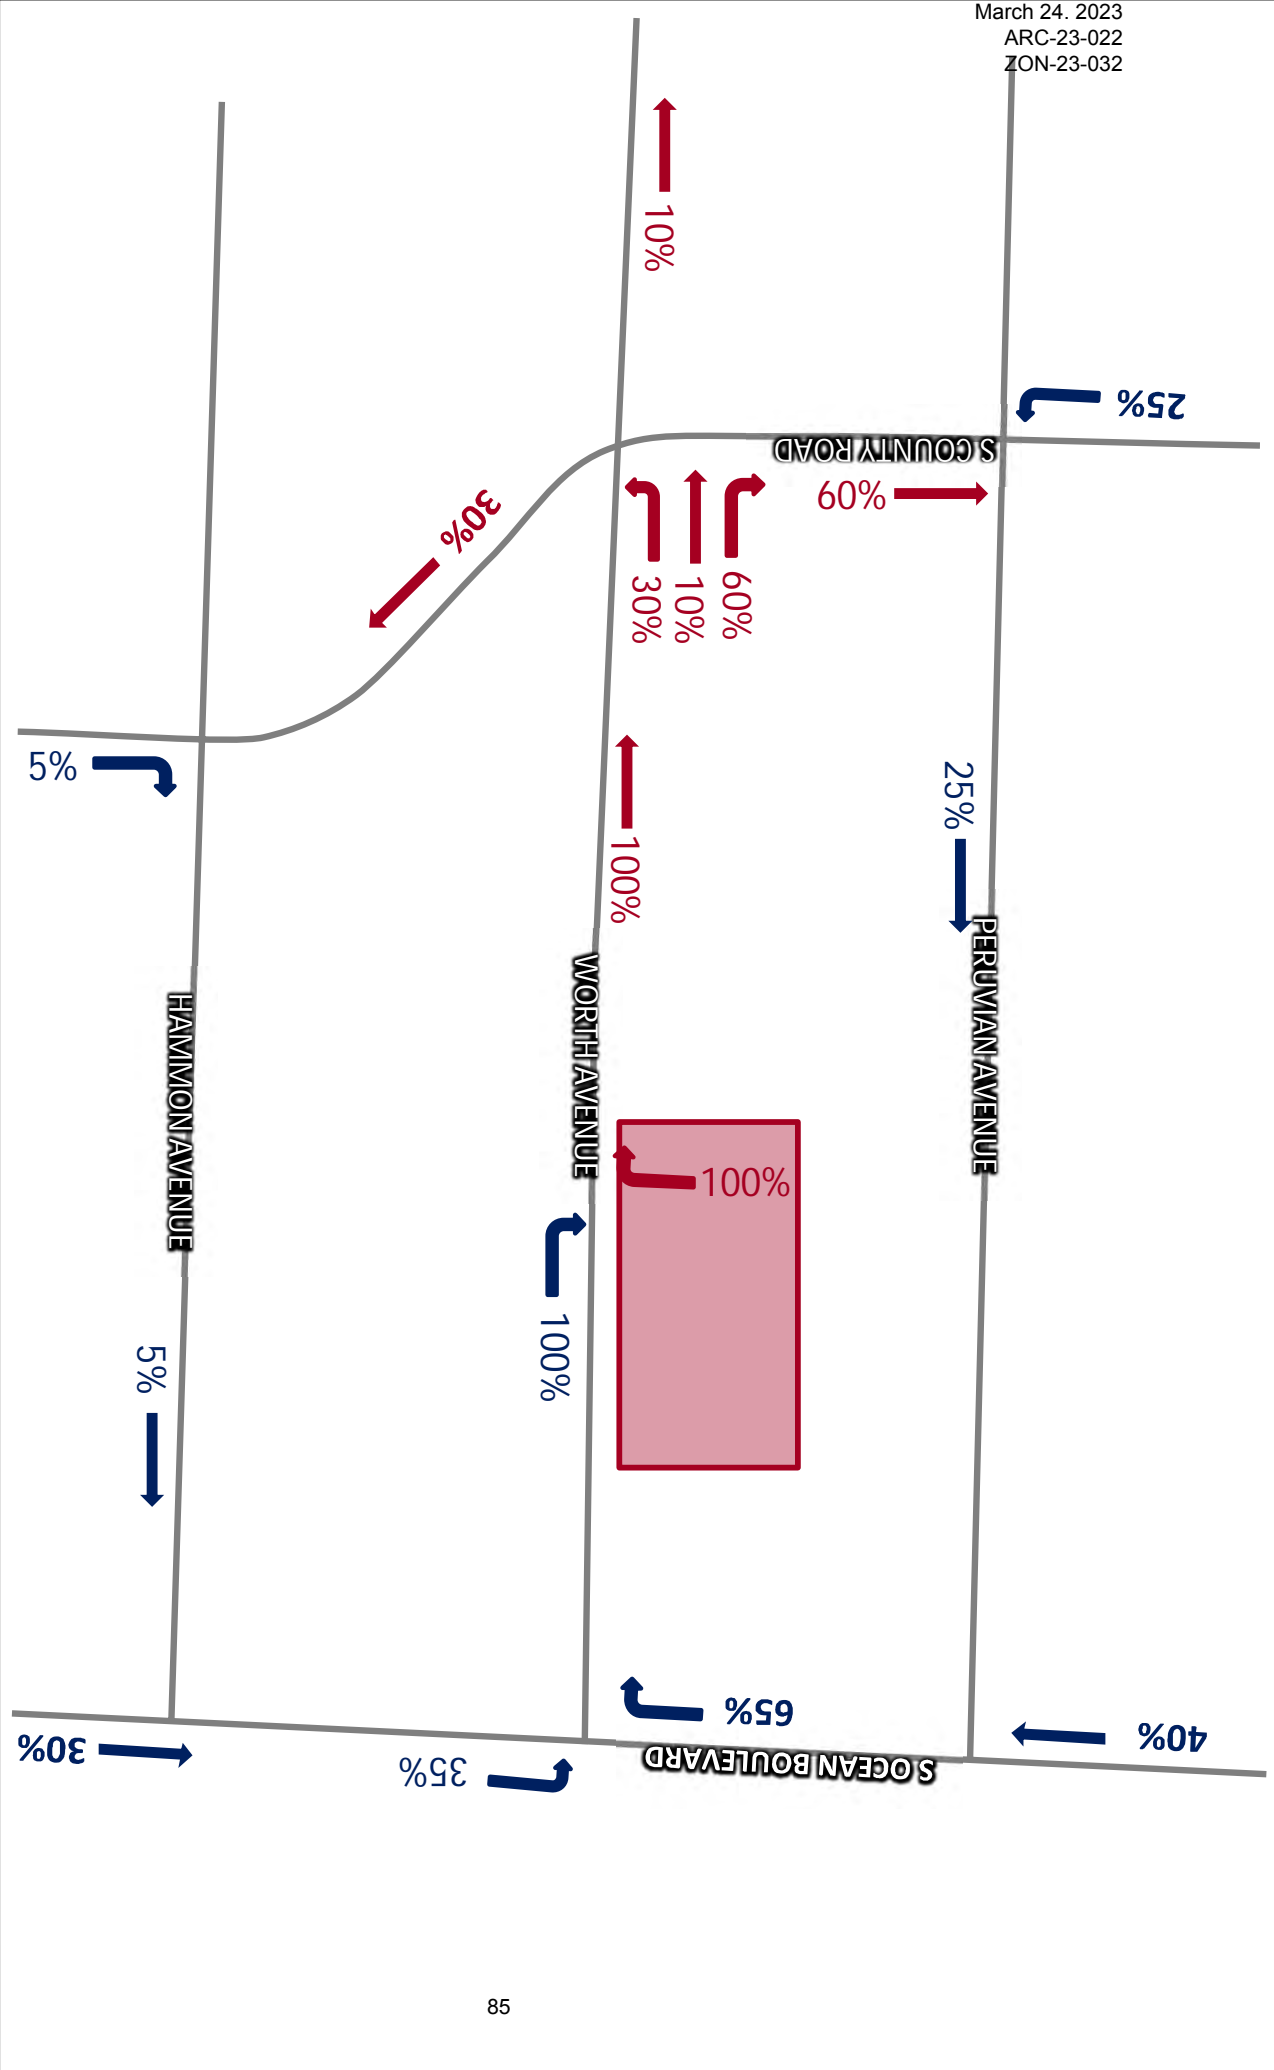 March 24. 2023
ARC-23-022
ZON-23-032
10%
25%
S COUNTY ROAD
60%
30%
30%
10%
60%
5%
25%
100%
PERUVIAN AVENUE
WORTH AVENUE
HAMMON AVENUE
100%
100%
5%
65%
40%
30%
35%
S OCEAN BOULEVARD
85